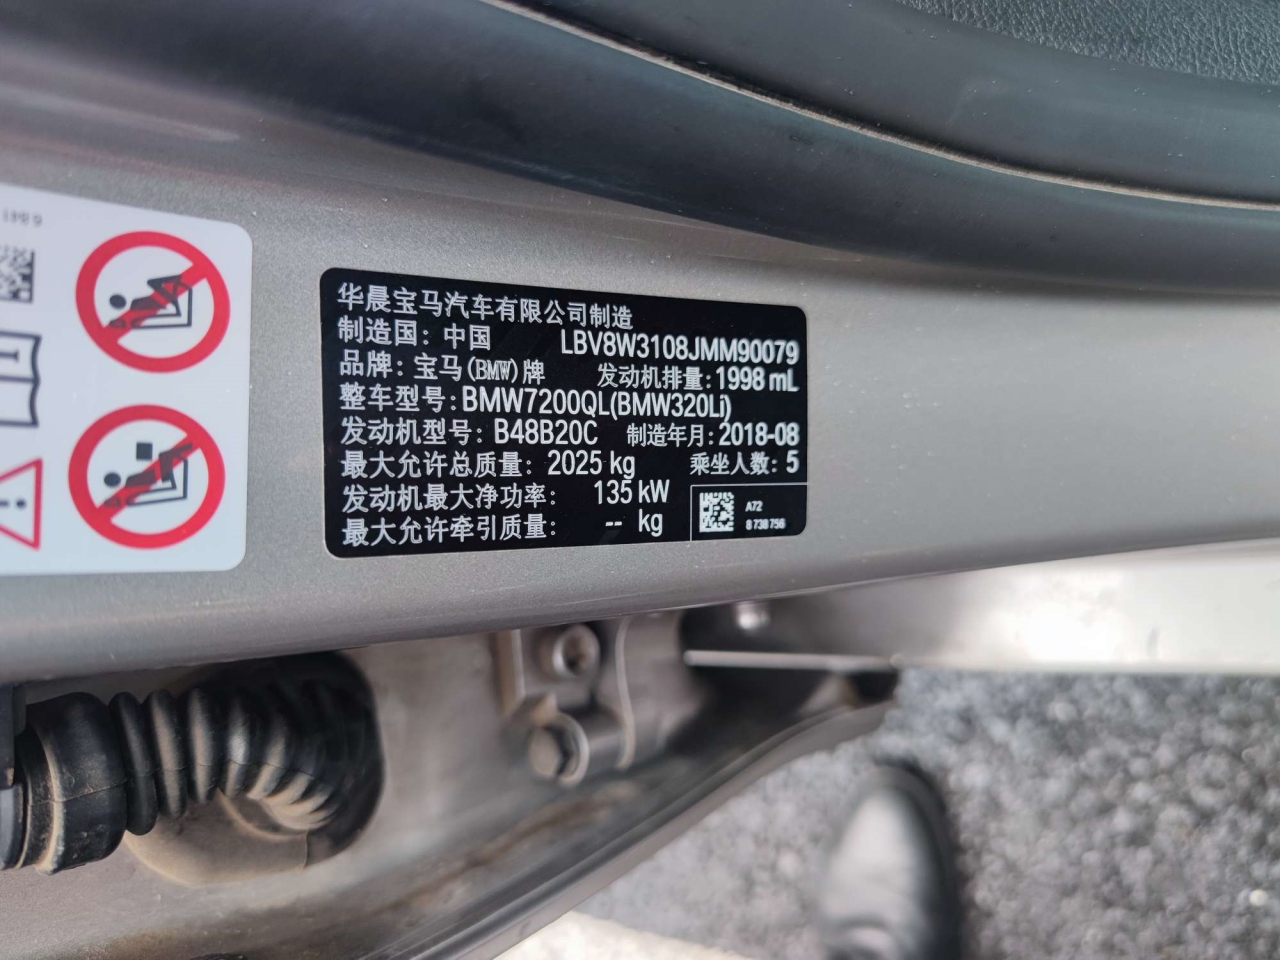 华晨宝马汽车有限公司制造
制造国：中国 LBV8W3108JMM90079
品牌：宝马(BMW)牌 发动机排量：1998 mL
整车型号：BMW7200QL(BMW320Li)
发动机型号：B48B20C 制造年月：2018-08
最大允许总质量：2025 kg 乘坐人数：5
发动机最大净功率：135 kW
最大允许牵引质量：-- kg
A72
8 738 756